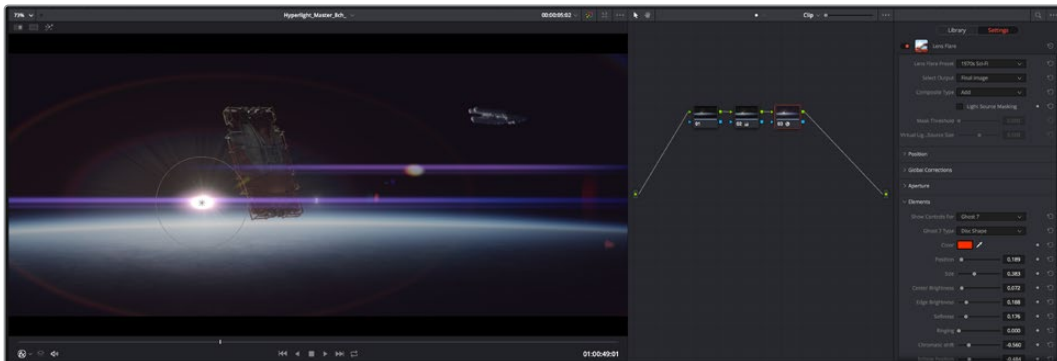 73%
Hyperlight_Master_8ch_
00:00:05:02
Clip
Library
Settings
Lens Flare
Lens Flare Preset 1970s Sci-Fi
Select Output Final Image
Composite Type Add
Light Source Masking
Mask Threshold
Position
Global Corrections
Aperture
Elements
Show Controls For Ghost 7
Ghost 7 Type Disc Shape
Color
Position 0.189
Size 0.383
Center Brightness 0.072
Edge Brightness 0.188
Softness 0.176
Ringing 0.000
Chromatic Shift -0.560
01:00:49:01